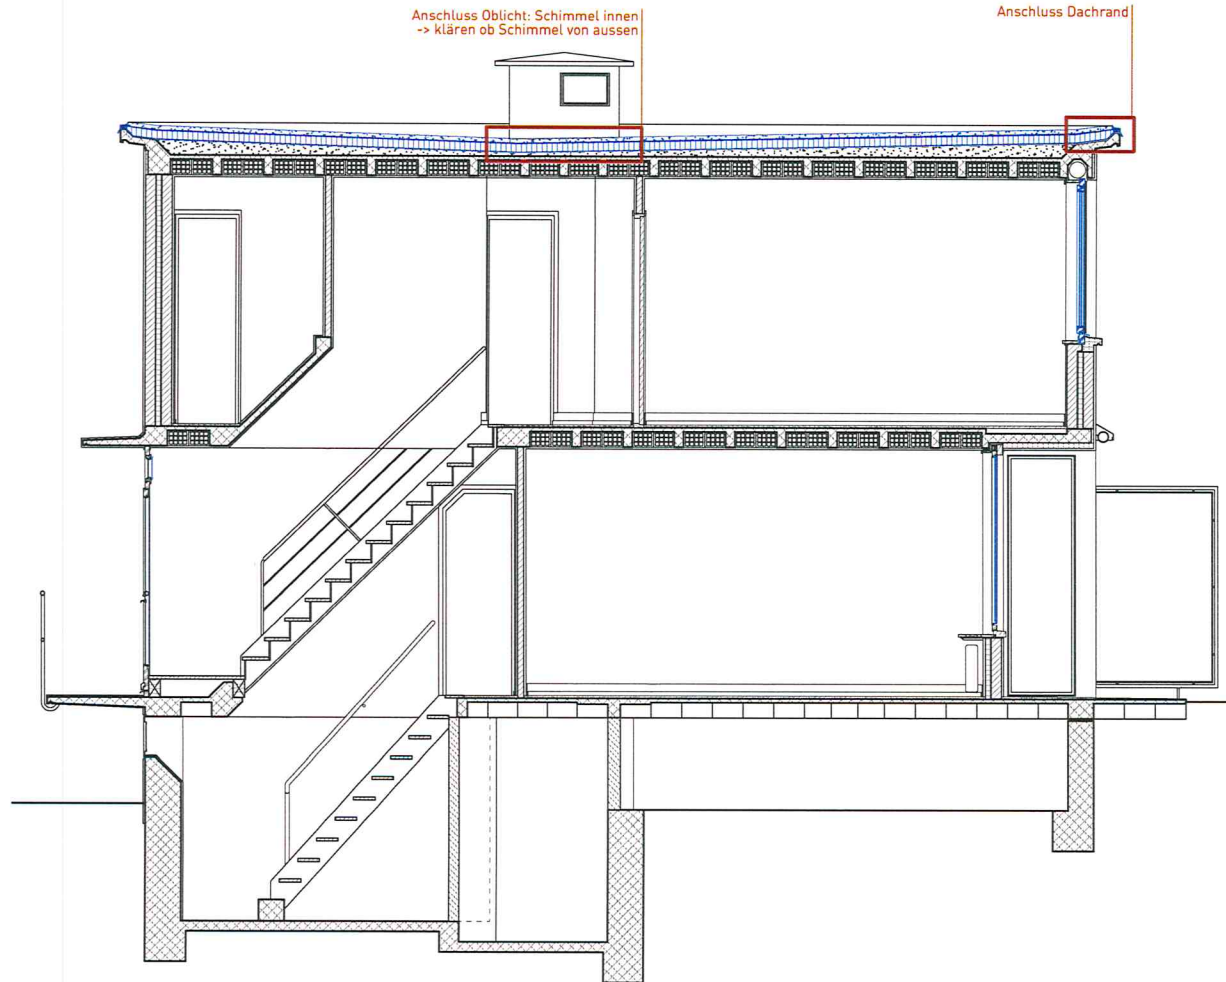 Anschluss Oblicht: Schimmel innen
-> klären ob Schimmel von aussen
Anschluss Dachrand